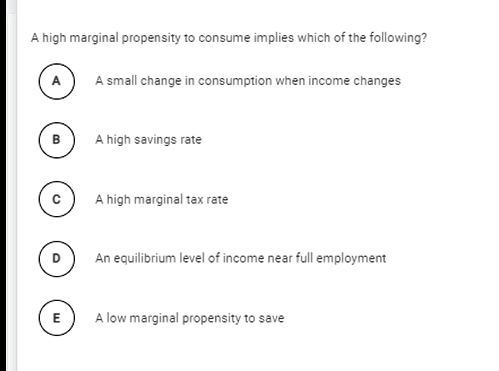 A high marginal propensity to consume implies which of the following?
A A small change in consumption when income changes
B A high savings rate
C A high marginal tax rate
D An equilibrium level of income near full employment
E A low marginal propensity to save